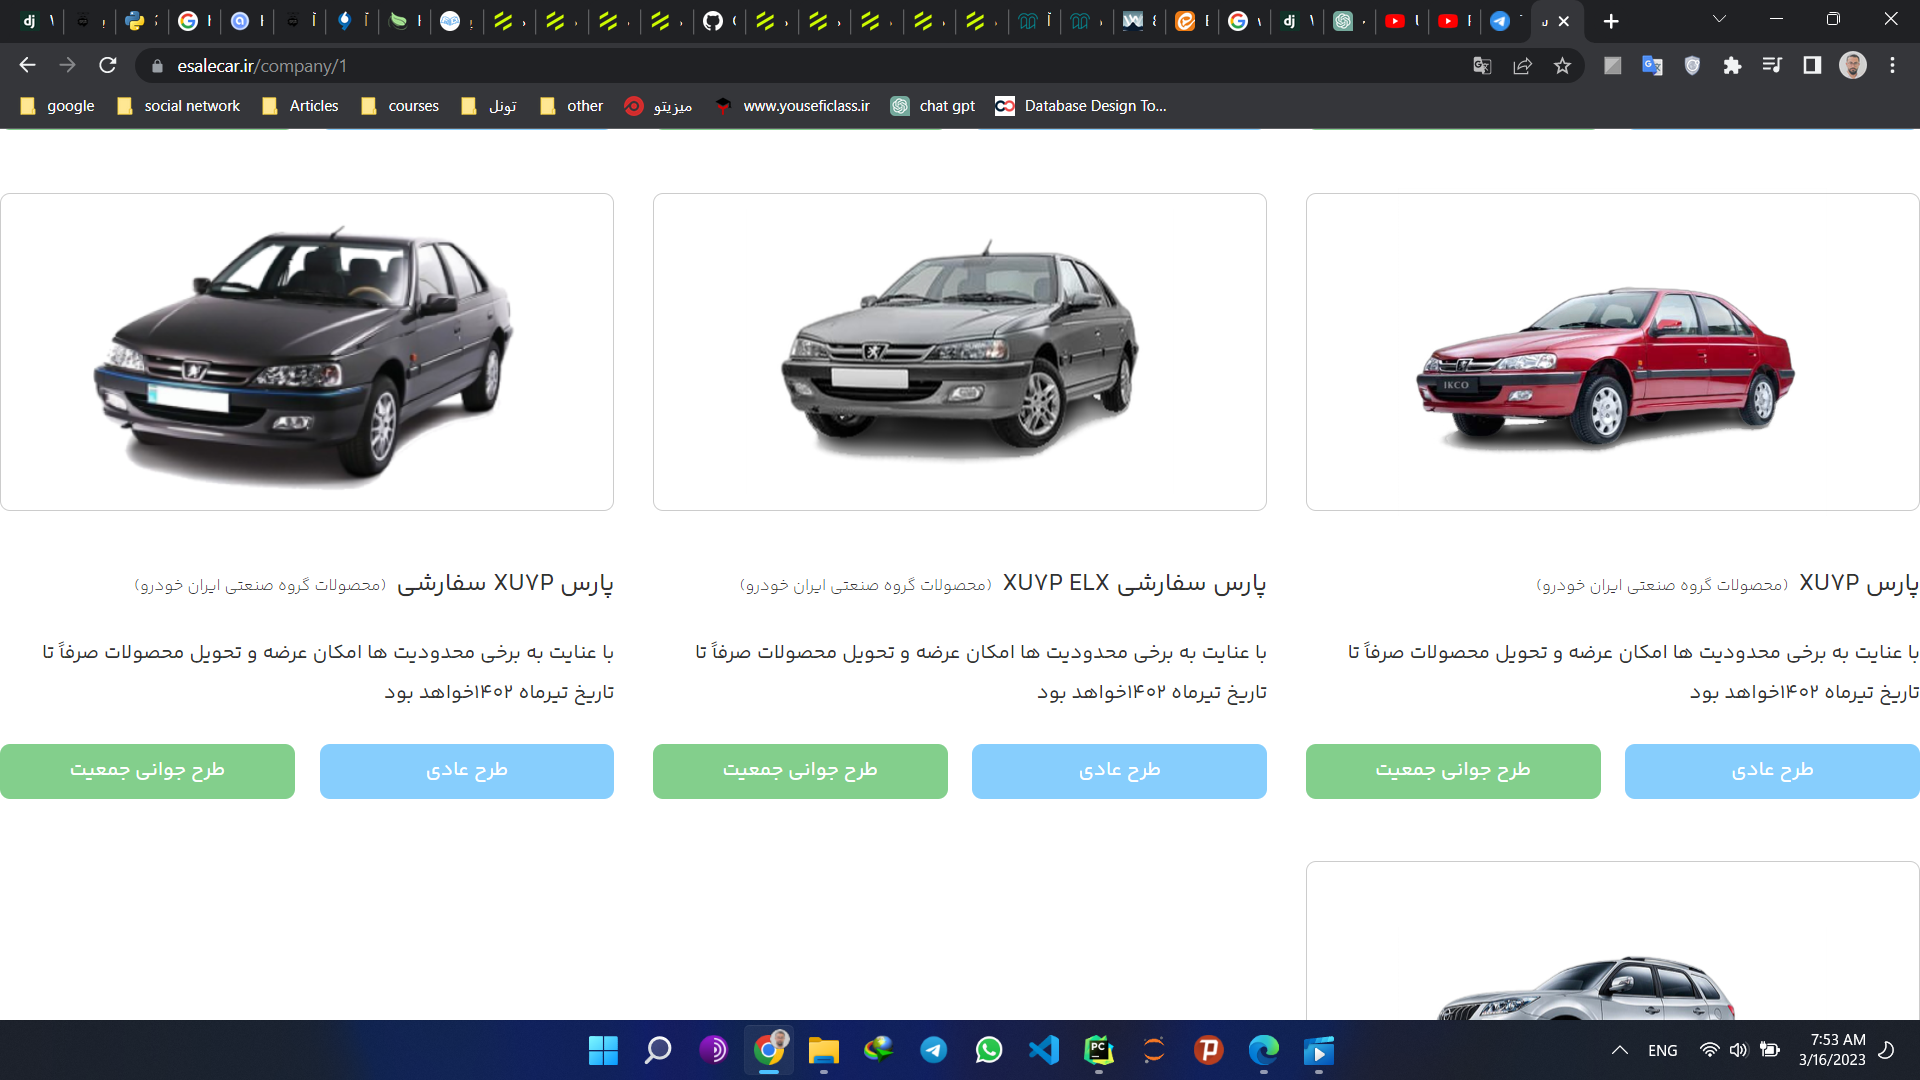 esalecar.ir/company/1
google
social network
Articles
courses
تونل
other
میزیتو
www.youseficlass.ir
chat gpt
Database Design To...
IKCO
پارس XU7P (محصولات گروه صنعتی ایران خودرو)
با عنایت به برخی محدودیت ها امکان عرضه و تحویل محصولات صرفاً تا
تاریخ تیرماه ۱۴۰۲خواهد بود
طرح عادی
طرح جوانی جمعیت
پارس سفارشی XU7P ELX (محصولات گروه صنعتی ایران خودرو)
با عنایت به برخی محدودیت ها امکان عرضه و تحویل محصولات صرفاً تا
تاریخ تیرماه ۱۴۰۲خواهد بود
طرح عادی
طرح جوانی جمعیت
پارس XU7P سفارشی (محصولات گروه صنعتی ایران خودرو)
با عنایت به برخی محدودیت ها امکان عرضه و تحویل محصولات صرفاً تا
تاریخ تیرماه ۱۴۰۲خواهد بود
طرح عادی
طرح جوانی جمعیت
ENG
7:53 AM
3/16/2023